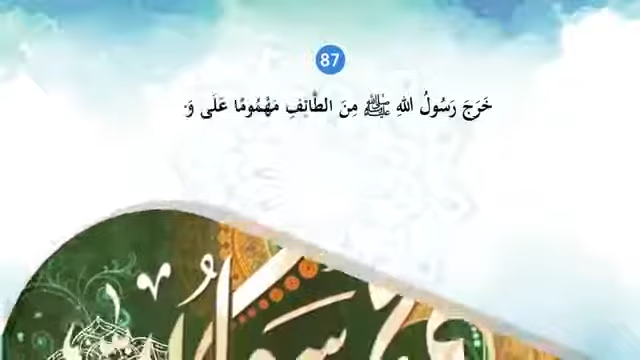 87
خَرَجَ رَسُولُ اللهِ ﷺ مِنَ الطَّائِفِ مَهْمُومًا عَلَى وَ